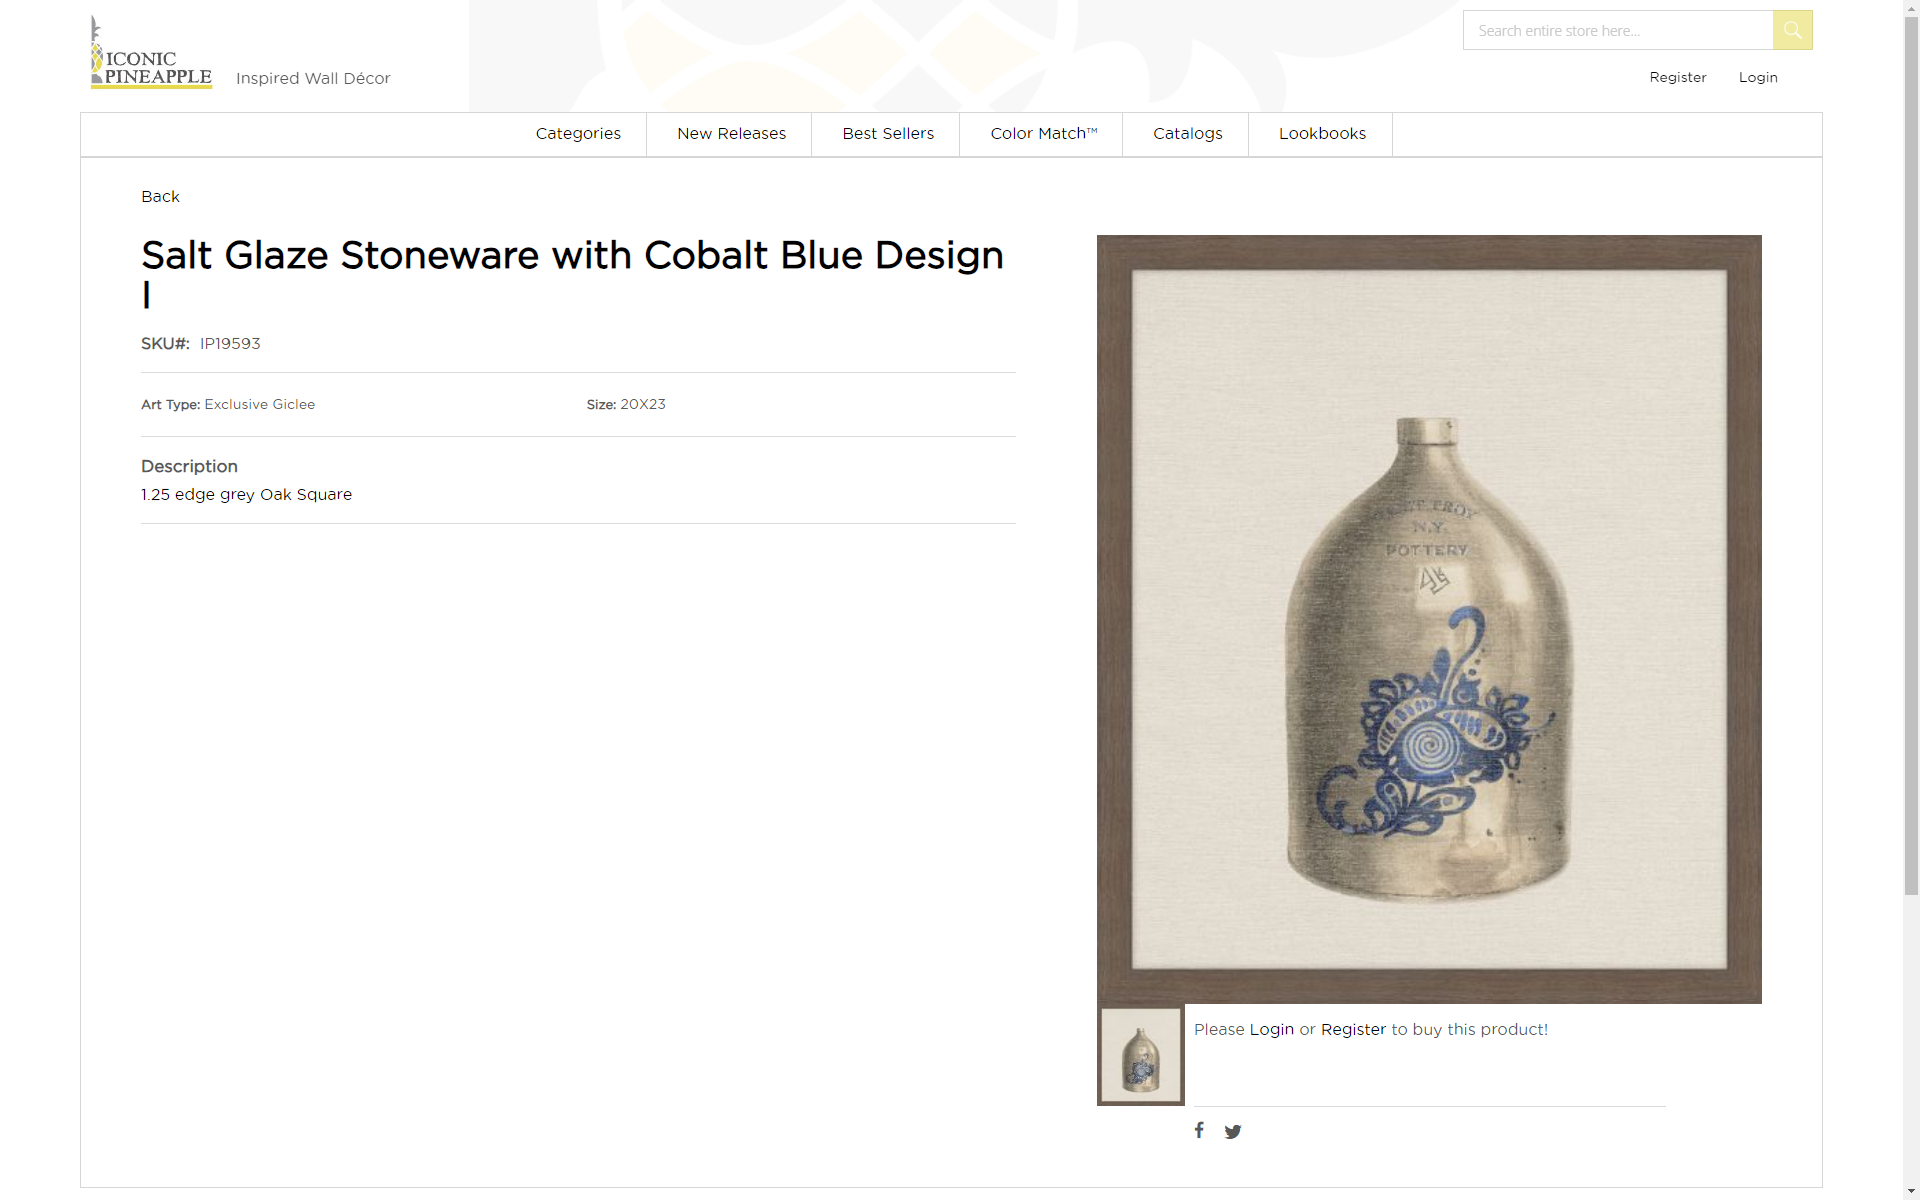 ICONIC
PINEAPPLE
Inspired Wall Décor
Search entire store here...
Register
Login
Categories
New Releases
Best Sellers
Color Match™
Catalogs
Lookbooks
Back
Salt Glaze Stoneware with Cobalt Blue Design
I
SKU#: IP19593
Art Type: Exclusive Giclee
Size: 20X23
Description
1.25 edge grey Oak Square
TROY
N.Y.
POTTERY
Please Login or Register to buy this product!